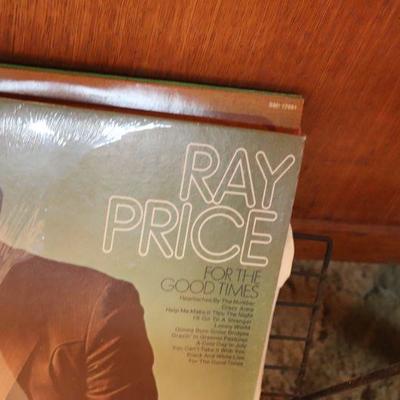 RAY
PRICE
FOR THE
GOOD TIMES
Heartaches By The Number
Crazy Arms
Help Me Make It Thru The Night
I'll Go To A Stranger
Lonely World
Gonna Burn Some Bridges
Grazin' In Greener Pastures
A Cold Day In July
You Can't Take It With You
Black And White Lies
For The Good Times